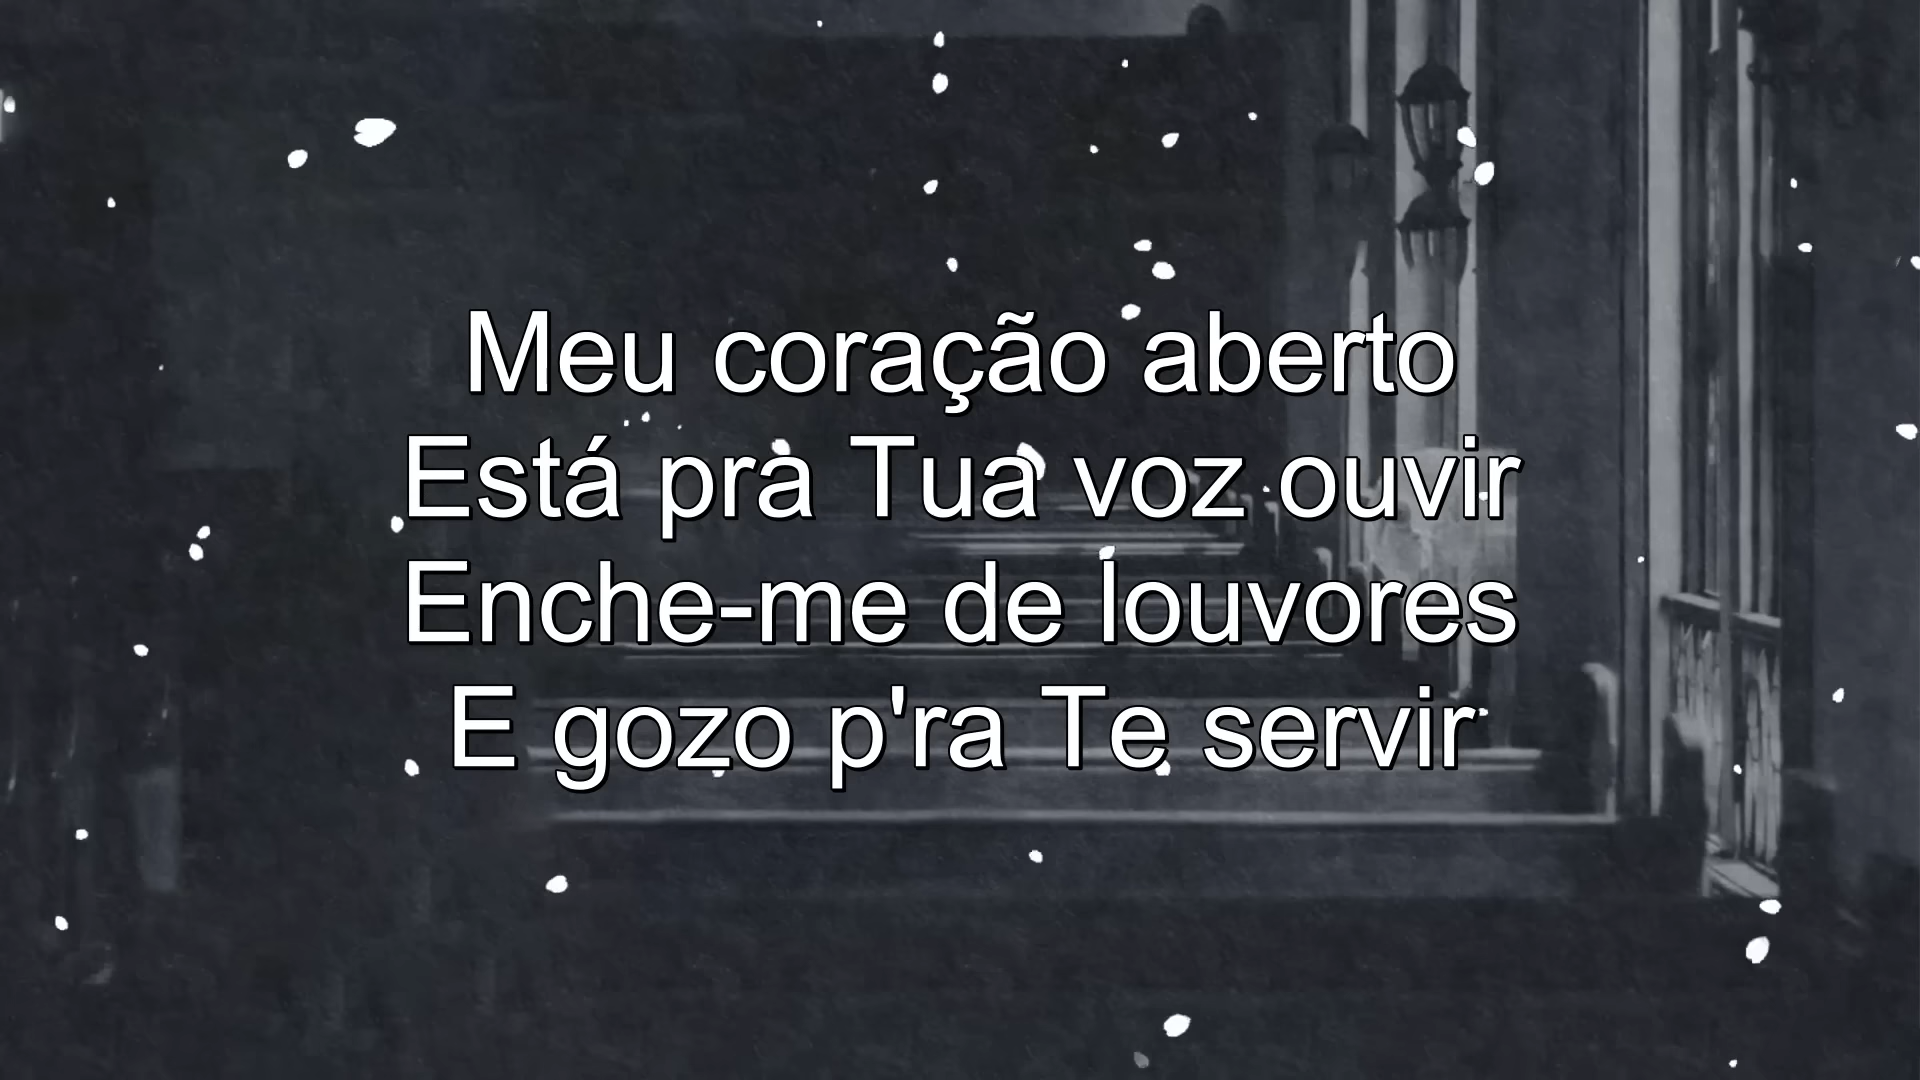 Meu coração aberto
Está pra Tua voz ouvir
Enche-me de louvores
E gozo p'ra Te servir